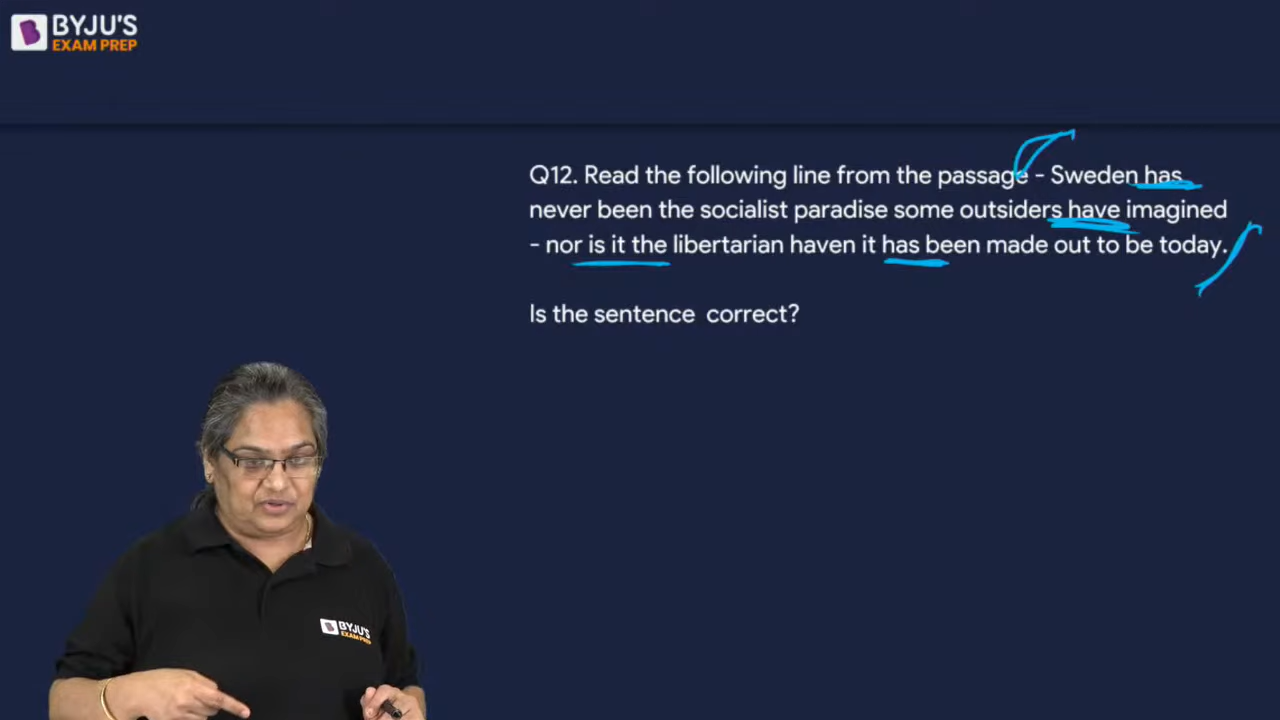 BYJU'S
EXAM PREP
Q12. Read the following line from the passage - Sweden has
never been the socialist paradise some outsiders have imagined
- nor is it the libertarian haven it has been made out to be today.
Is the sentence correct?
BYJU'S
EXAM PREP